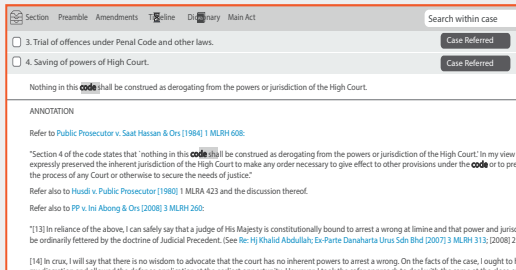 Section Preamble Amendments Timeline Dictionary Main Act Search within case
3. Trial of offences under Penal Code and other laws. Case Referred
4. Saving of powers of High Court. Case Referred
Nothing in this code shall be construed as derogating from the powers or jurisdiction of the High Court.
ANNOTATION
Refer to Public Prosecutor v. Saat Hassan & Ors [1984] 1 MLRH 608:
"Section 4 of the code states that `nothing in this code shall be construed as derogating from the powers or jurisdiction of the High Court.' In my view
expressly preserved the inherent jurisdiction of the High Court to make any order necessary to give effect to other provisions under the code or to pre
the process of any Court or otherwise to secure the needs of justice."
Refer also to Husdi v. Public Prosecutor [1980] 1 MLRA 423 and the discussion thereof.
Refer also to PP v. Ini Abong & Ors [2008] 3 MLRH 260:
"[13] In reliance of the above, I can safely say that a judge of His Majesty is constitutionally bound to arrest a wrong at limine and that power and jurisd
be ordinarily fettered by the doctrine of Judicial Precedent. (See Re: Hj Khalid Abdullah; Ex-Parte Danaharta Urus Sdn Bhd [2007] 3 MLRH 313; [2008] 2
[14] In crux, I will say that there is no wisdom to advocate that the court has no inherent powers to arrest a wrong. On the facts of the case, I ought to h